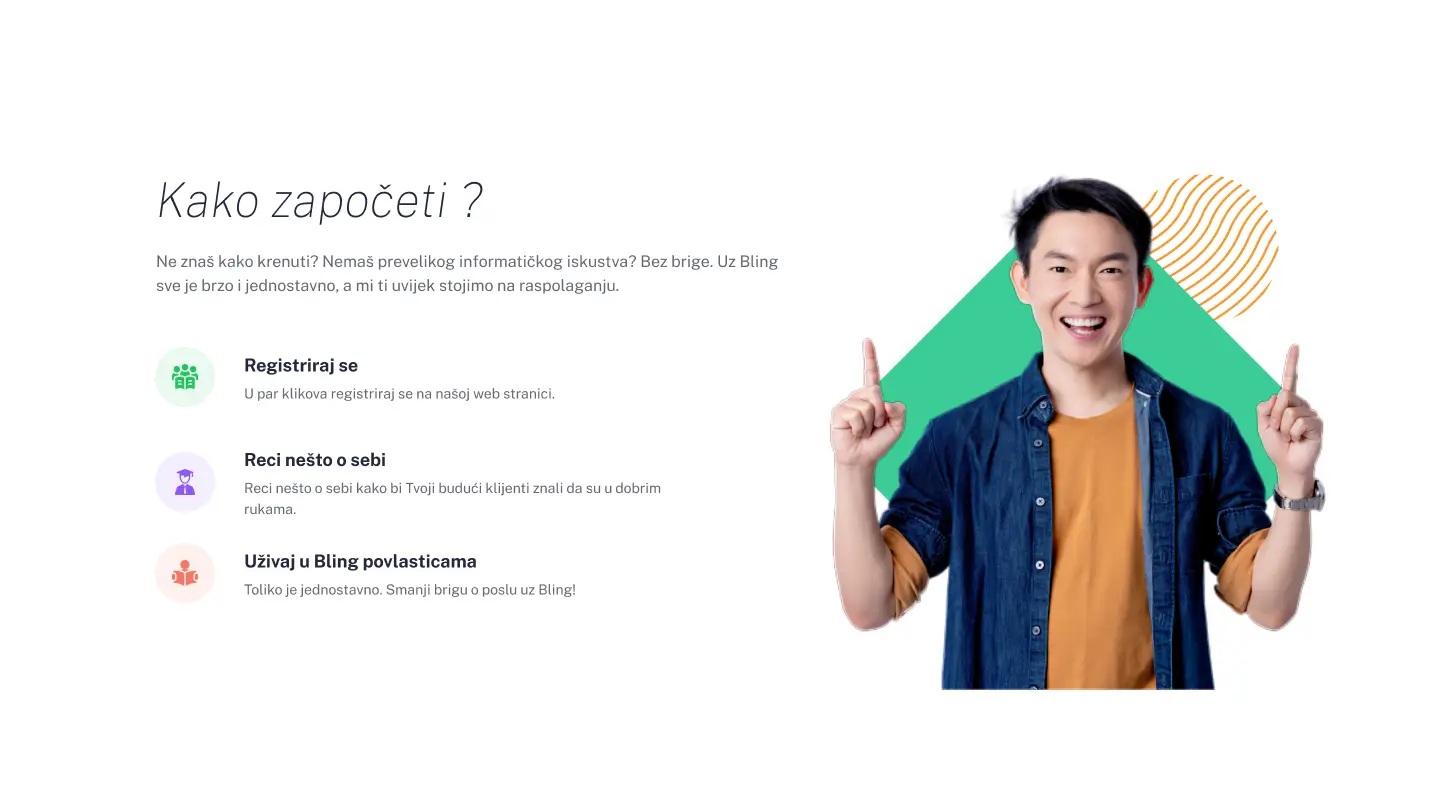 Kako započeti ?
Ne znaš kako krenuti? Nemaš prevelikog informatičkog iskustva? Bez brige. Uz Bling
sve je brzo i jednostavno, a mi ti uvijek stojimo na raspolaganju.
Registriraj se
U par klikova registriraj se na našoj web stranici.
Reci nešto o sebi
Reci nešto o sebi kako bi Tvoji budući klijenti znali da su u dobrim
rukama.
Uživaj u Bling povlasticama
Toliko je jednostavno. Smanji brigu o poslu uz Bling!